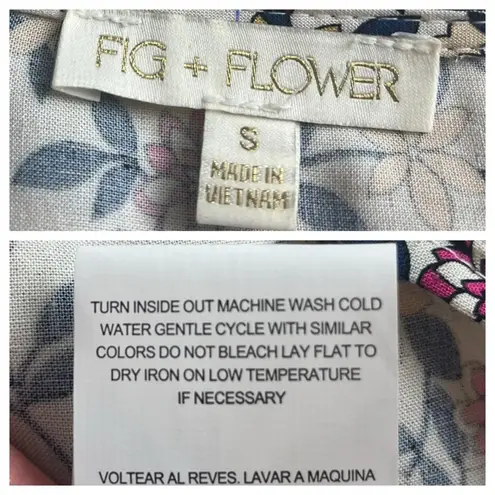 FIG + FLOWER
S
MADE IN
VIETNAM
TURN INSIDE OUT MACHINE WASH COLD
WATER GENTLE CYCLE WITH SIMILAR
COLORS DO NOT BLEACH LAY FLAT TO
DRY IRON ON LOW TEMPERATURE
IF NECESSARY
VOLTEAR AL REVES. LAVAR A MAQUINA